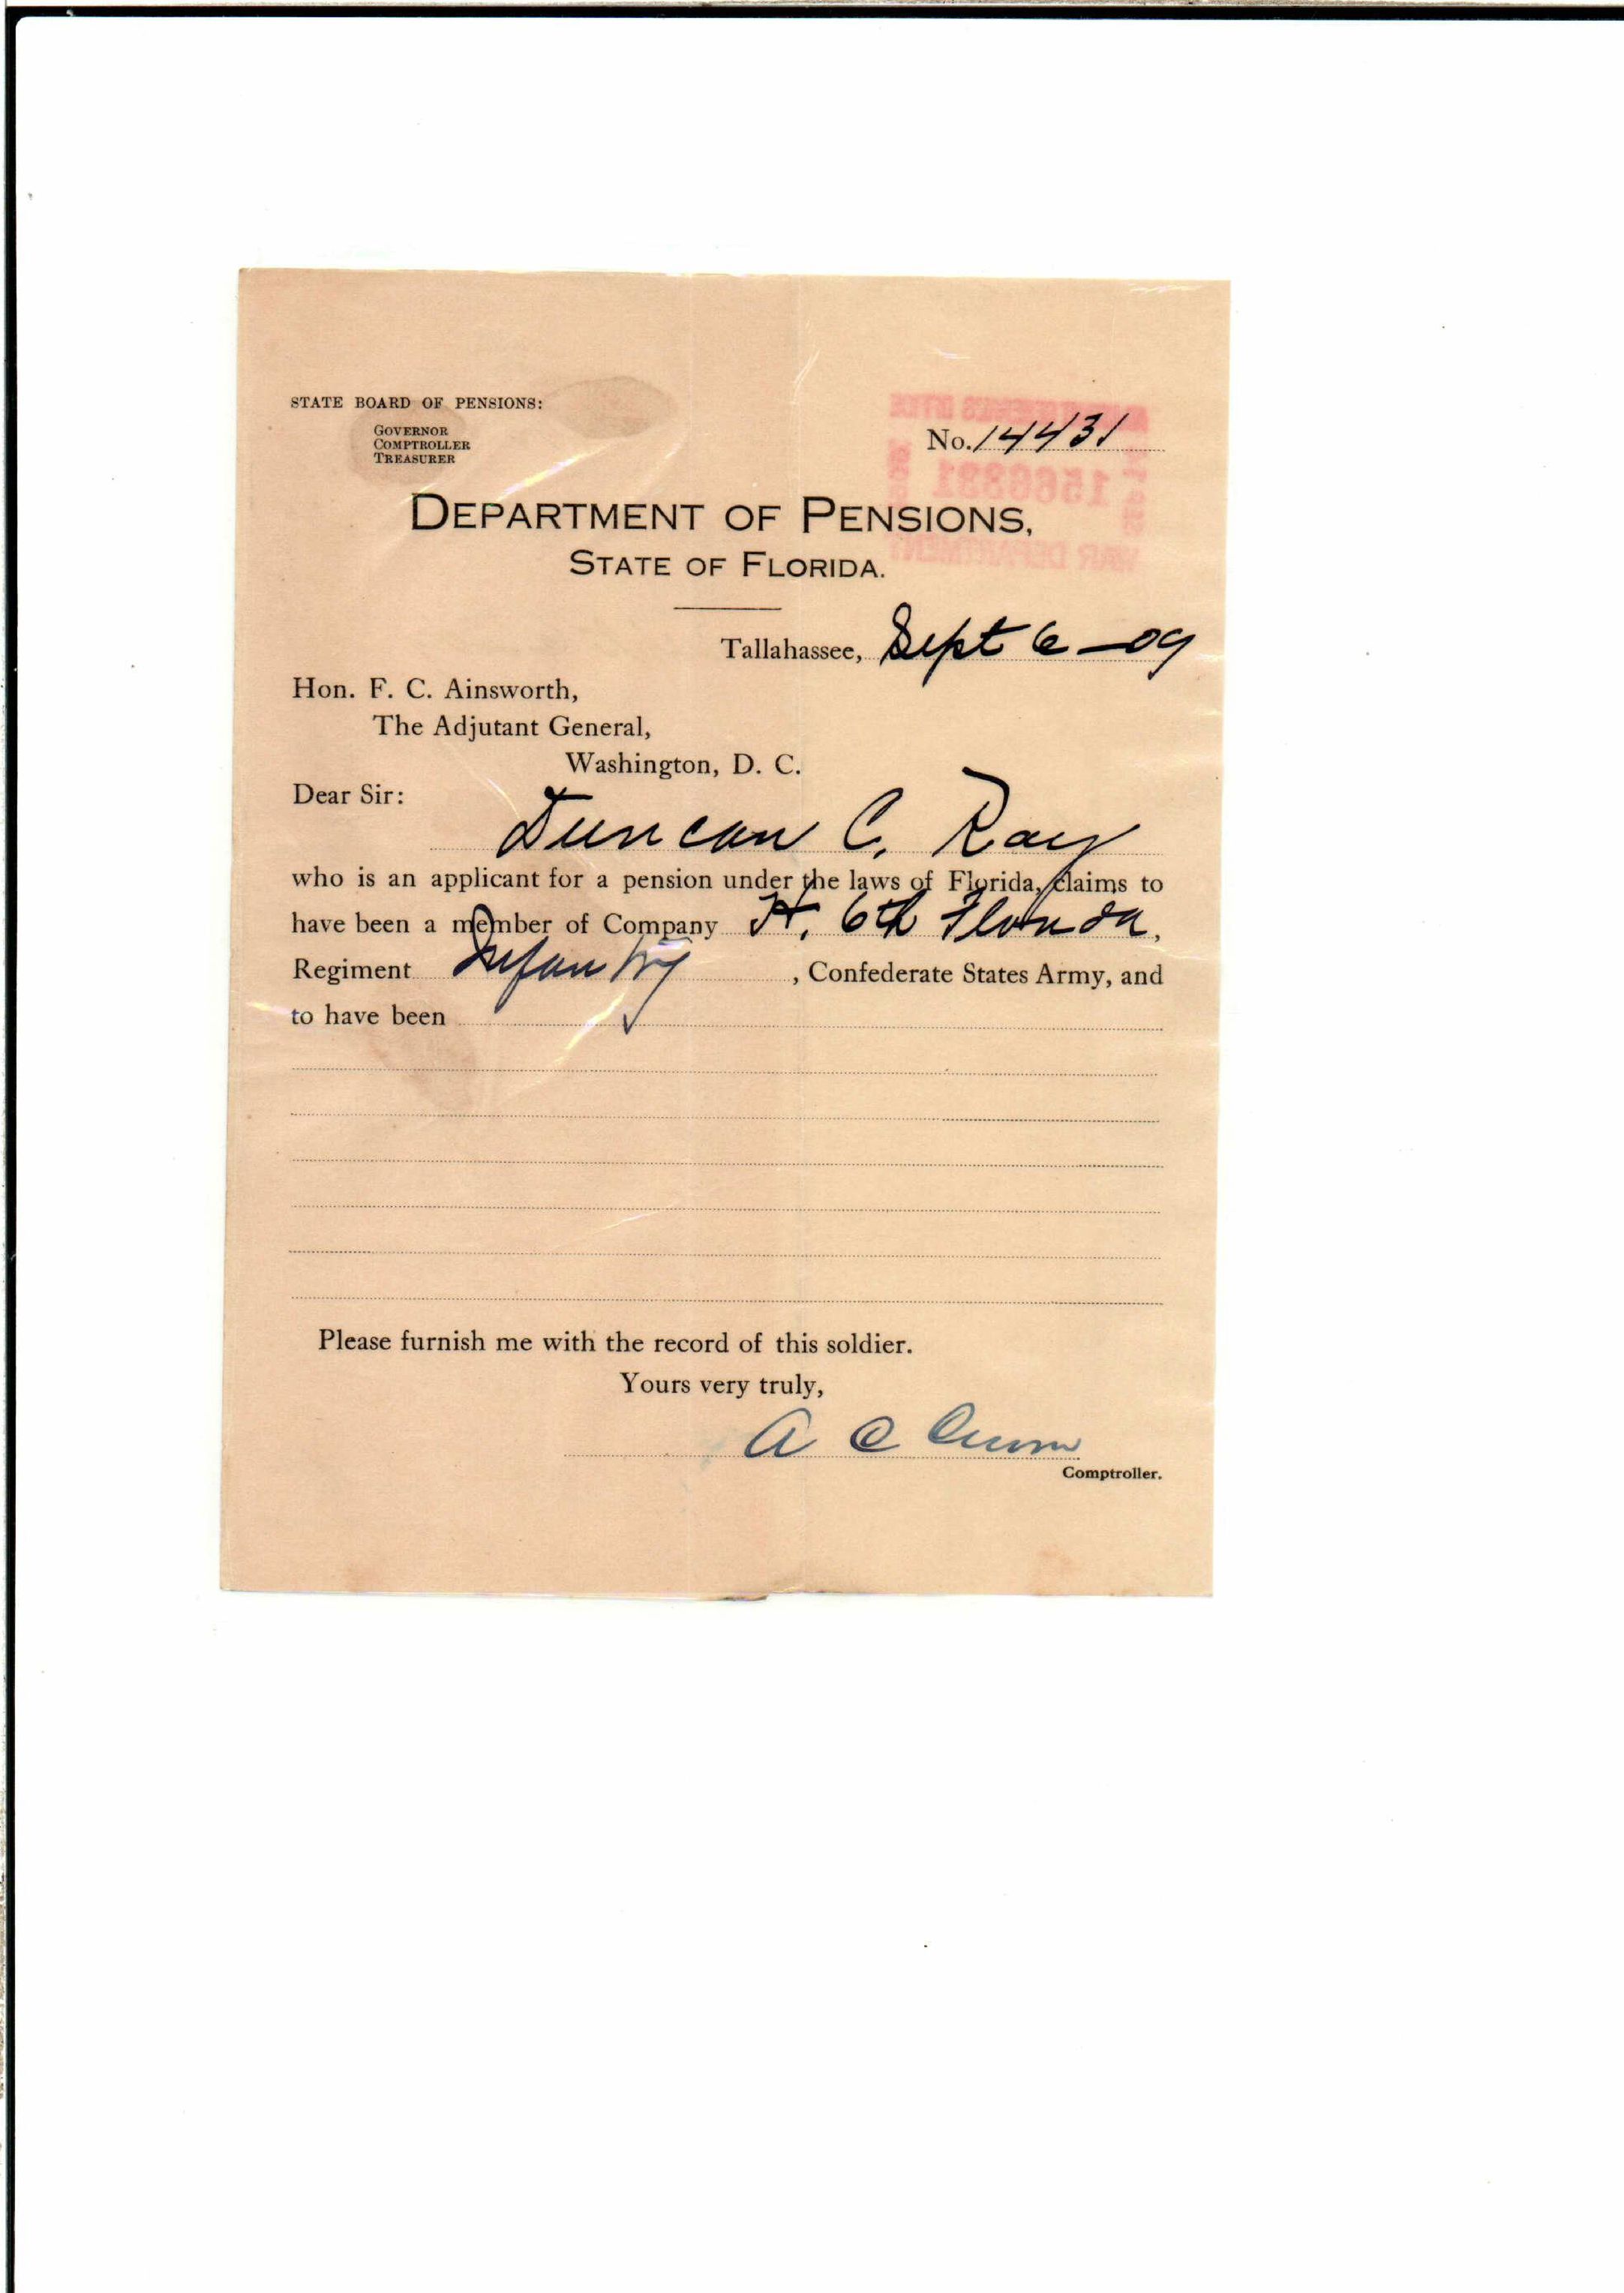 STATE BOARD OF PENSIONS:
GOVERNOR
COMPTROLLER
TREASURER
No. 14431
DEPARTMENT OF PENSIONS,
STATE OF FLORIDA.
Tallahassee, Sept 6-09
Hon. F. C. Ainsworth,
The Adjutant General,
Washington, D. C.
Dear Sir:
Duncan C. Ray
who is an applicant for a pension under the laws of Florida, claims to
have been a member of Company H, 6th Florida,
Regiment Infantry, Confederate States Army, and
to have been
Please furnish me with the record of this soldier.
Yours very truly,
A C Croom
Comptroller.
WAR DEPARTMENT